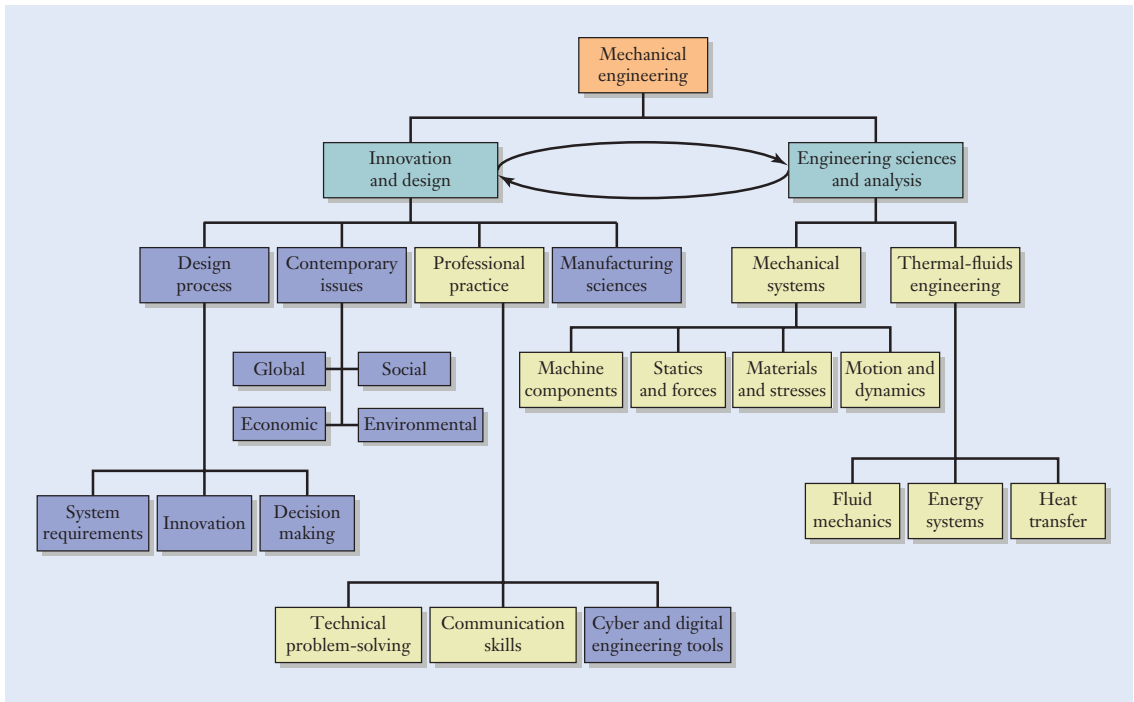 Mechanical
engineering
Innovation
and design
Engineering sciences
and analysis
Design
process
Contemporary
issues
Professional
practice
Manufacturing
sciences
Mechanical
systems
Thermal-fluids
engineering
Global
Social
Economic
Environmental
Machine
components
Statics
and forces
Materials
and stresses
Motion and
dynamics
System
requirements
Innovation
Decision
making
Fluid
mechanics
Energy
systems
Heat
transfer
Technical
problem-solving
Communication
skills
Cyber and digital
engineering tools